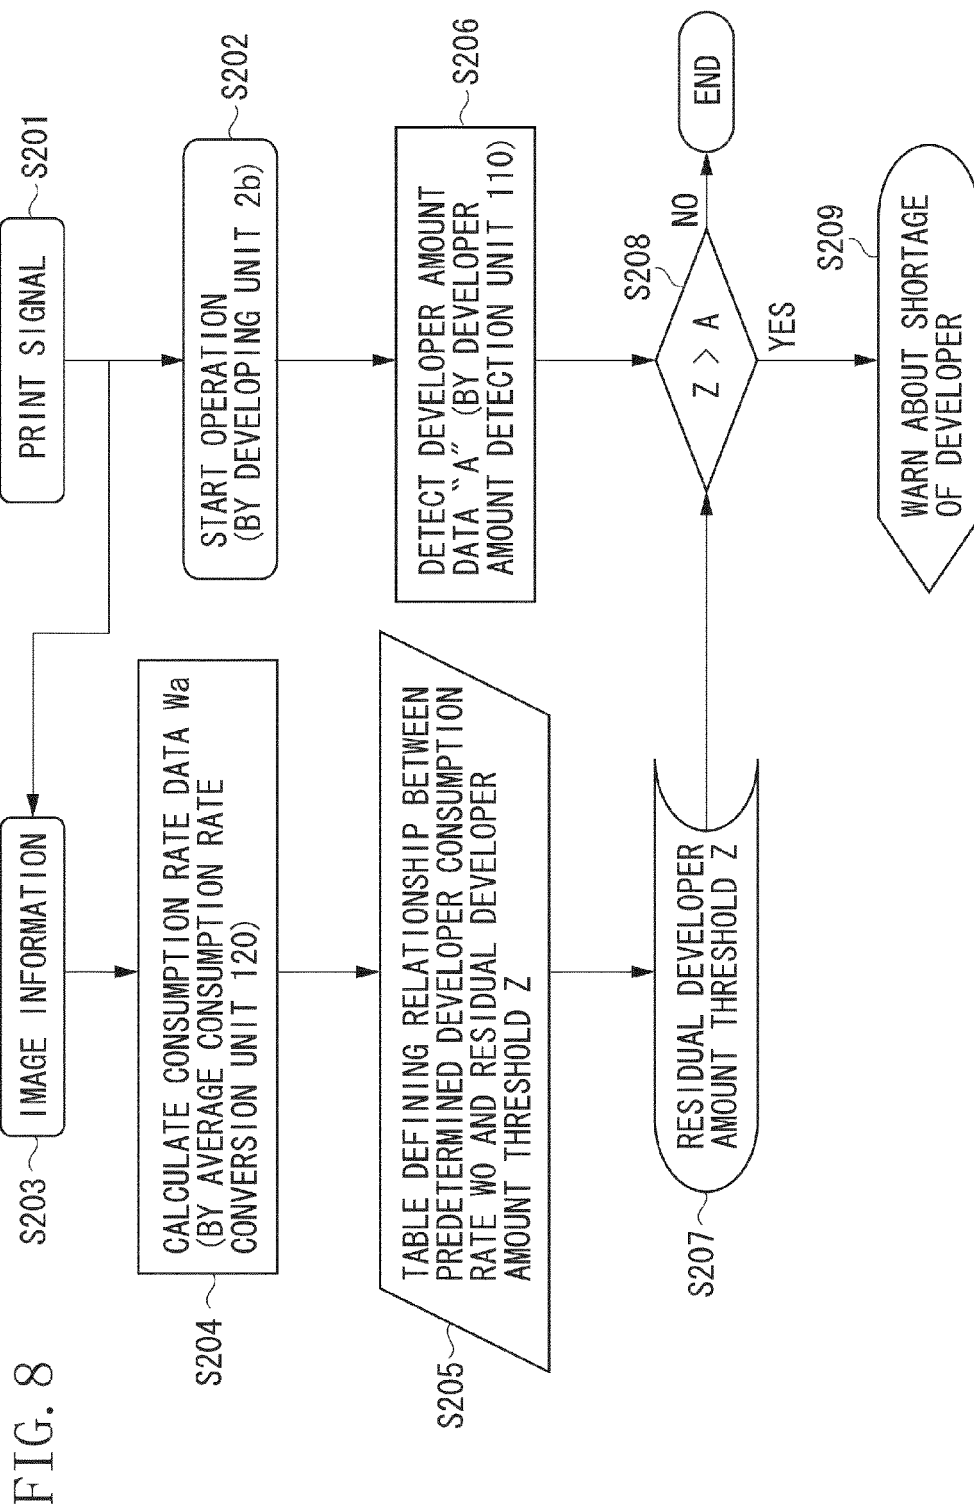 FIG. 8
S201
PRINT SIGNAL
S202
START OPERATION
(BY DEVELOPING UNIT 2b)
S203
IMAGE INFORMATION
S204
CALCULATE CONSUMPTION RATE DATA Wa
(BY AVERAGE CONSUMPTION RATE
CONVERSION UNIT 120)
S205
TABLE DEFINING RELATIONSHIP BETWEEN
PREDETERMINED DEVELOPER CONSUMPTION
RATE W0 AND RESIDUAL DEVELOPER
AMOUNT THRESHOLD Z
S206
DETECT DEVELOPER AMOUNT
DATA “A” (BY DEVELOPER
AMOUNT DETECTION UNIT 110)
S207
RESIDUAL DEVELOPER
AMOUNT THRESHOLD Z
S208
Z > A
NO
END
YES
S209
WARN ABOUT SHORTAGE
OF DEVELOPER